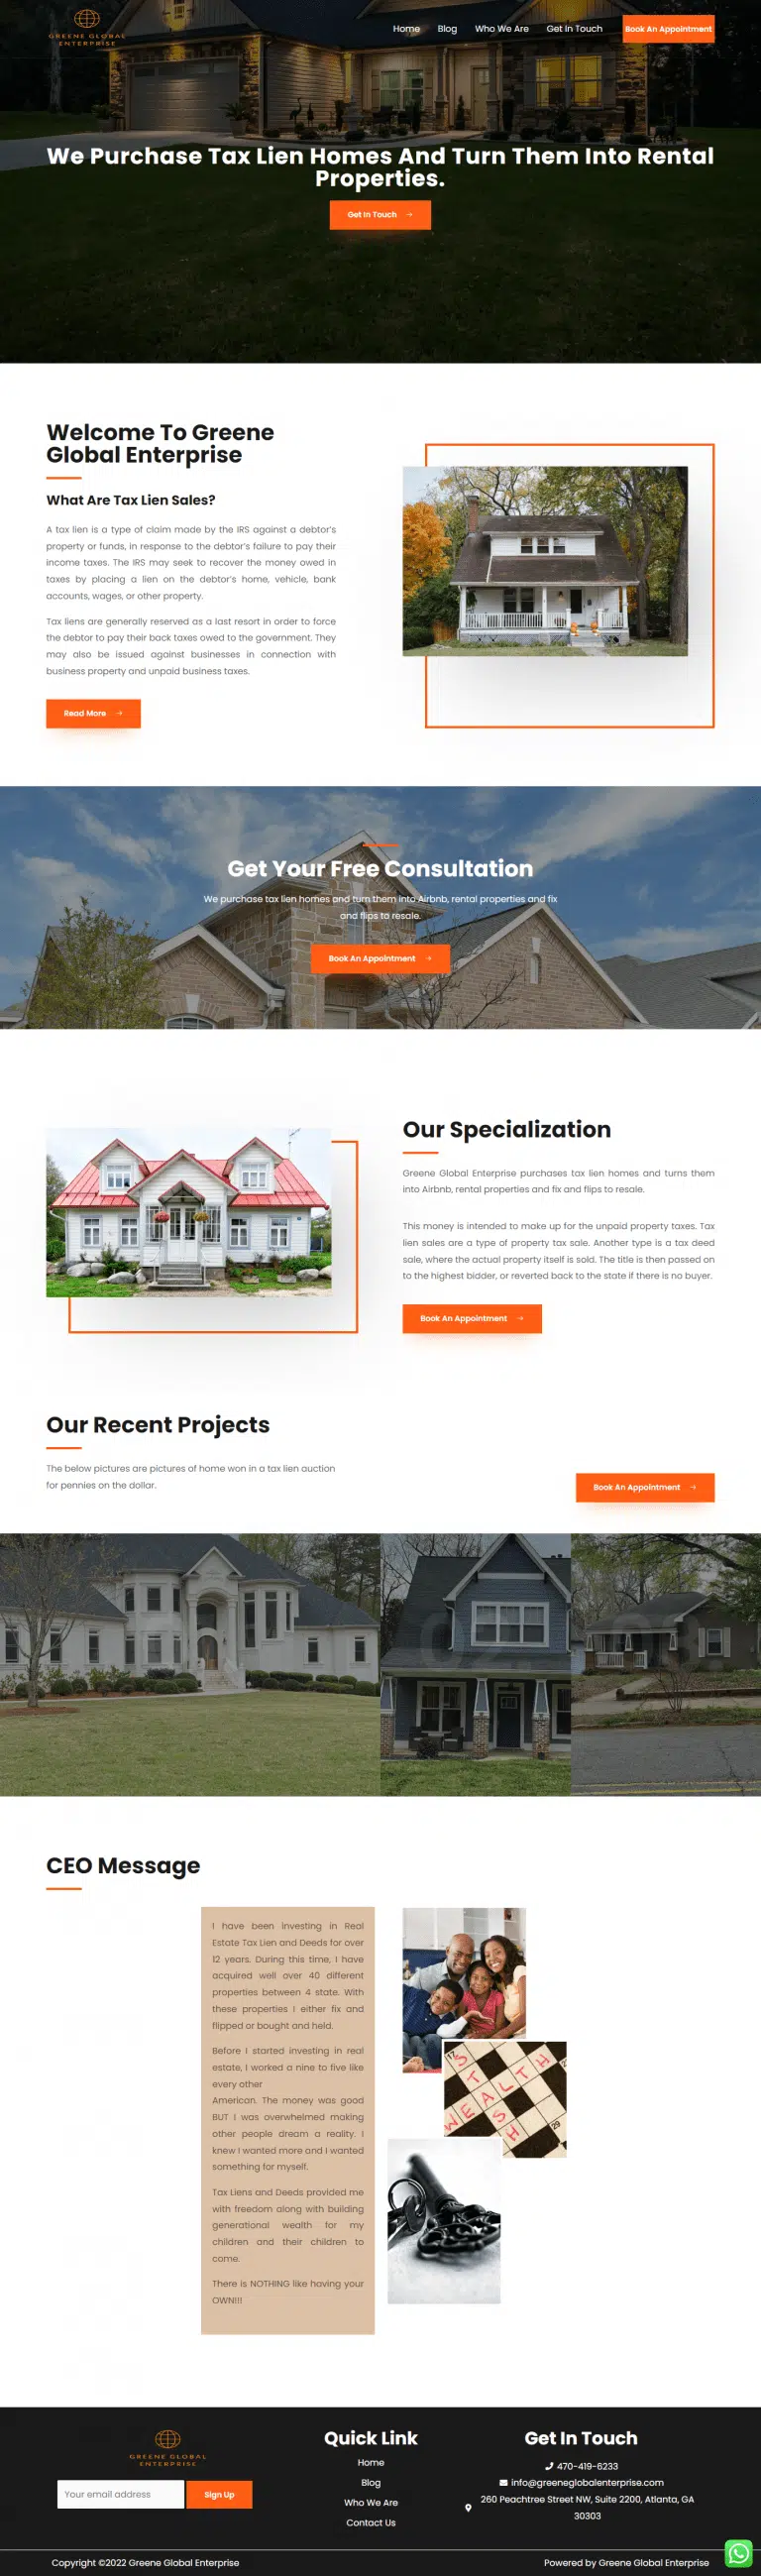 GREENE GLOBAL
ENTERPRISE
Home
Blog
Who We Are
Get In Touch
Book An Appointment
We Purchase Tax Lien Homes And Turn Them Into Rental
Properties.
Get In Touch →
Welcome To Greene
Global Enterprise
What Are Tax Lien Sales?
A tax lien is a type of claim made by the IRS against a debtor's
property or funds, in response to the debtor's failure to pay their
income taxes. The IRS may seek to recover the money owed in
taxes by placing a lien on the debtor's home, vehicle, bank
accounts, wages, or other property.
Tax liens are generally reserved as a last resort in order to force
the debtor to pay their back taxes owed to the government. They
may also be issued against businesses in connection with
business property and unpaid business taxes.
Read More →
Get Your Free Consultation
We purchase tax lien homes and turn them into Airbnb, rental properties and fix
and flips to resale.
Book An Appointment →
Our Specialization
Greene Global Enterprise purchases tax lien homes and turns them
into Airbnb, rental properties and fix and flips to resale.
This money is intended to make up for the unpaid property taxes. Tax
lien sales are a type of property tax sale. Another type is a tax deed
sale, where the actual property itself is sold. The title is then passed on
to the highest bidder, or reverted back to the state if there is no buyer.
Book An Appointment →
Our Recent Projects
The below pictures are pictures of home won in a tax lien auction
for pennies on the dollar.
Book An Appointment →
CEO Message
I have been investing in Real
Estate Tax Lien and Deeds for over
12 years. During this time, I have
acquired well over 40 different
properties between 4 state. With
these properties I either fix and
flipped or bought and held.
Before I started investing in real
estate, I worked a nine to five like
every other
American. The money was good
BUT I was overwhelmed making
other people dream a reality. I
knew I wanted more and I wanted
something for myself.
Tax Liens and Deeds provided me
with freedom along with building
generational wealth for my
children and their children to
come.
There is NOTHING like having your
OWN!!!
WEALTH
29
GREENE GLOBAL
ENTERPRISE
Your email address
Sign Up
Quick Link
Home
Blog
Who We Are
Contact Us
Get In Touch
470-419-6233
info@greeneglobalenterprise.com
260 Peachtree Street NW, Suite 2200, Atlanta, GA
30303
Copyright ©2022 Greene Global Enterprise
Powered by Greene Global Enterprise